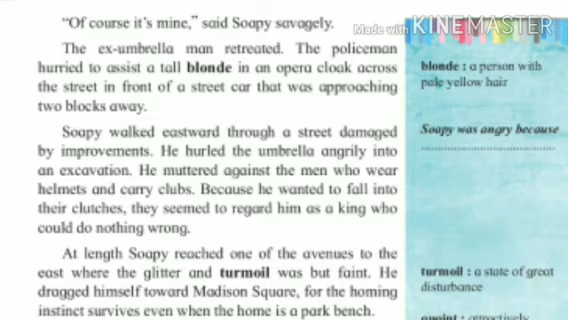 "Of course it's mine," said Soapy savagely.
The ex-umbrella man retreated. The policeman
hurried to assist a tall blonde in an opera cloak across
the street in front of a street car that was approaching
two blocks away.
Soapy walked eastward through a street damaged
by improvements. He hurled the umbrella angrily into
an excavation. He muttered against the men who wear
helmets and carry clubs. Because he wanted to fall into
their clutches, they seemed to regard him as a king who
could do nothing wrong.
At length Soapy reached one of the avenues to the
east where the glitter and turmoil was but faint. He
dragged himself toward Madison Square, for the homing
instinct survives even when the home is a park bench.
Made with KINEMASTER
blonde : a person with
pale yellow hair
Soapy was angry because
................................................
turmoil : a state of great
disturbance
quaint : attractively